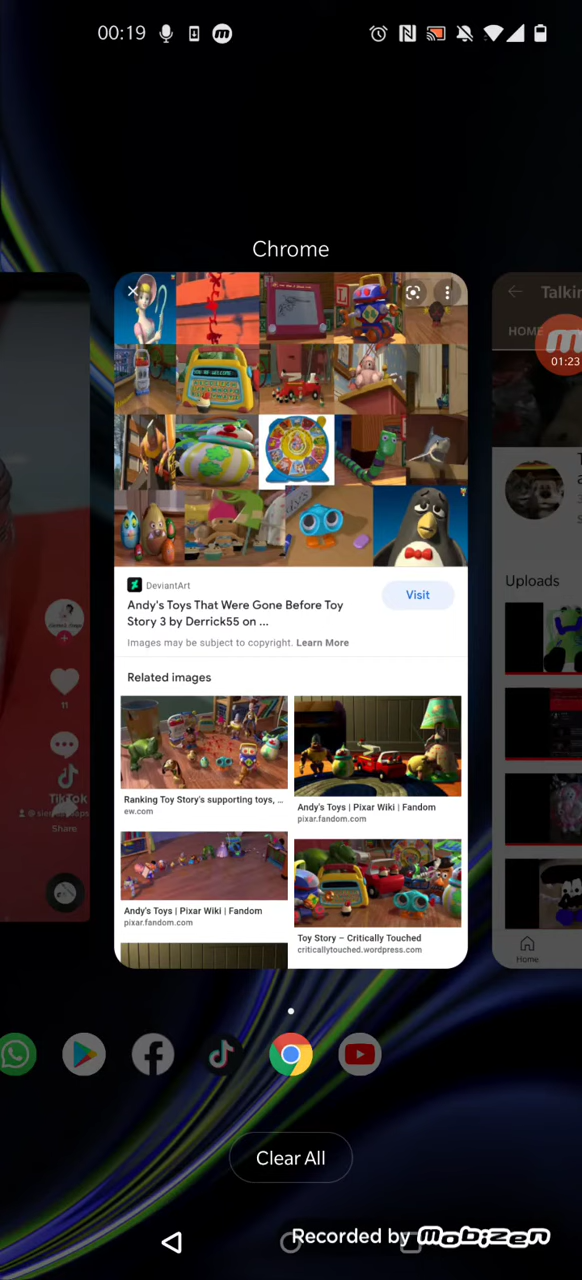 00:19
Chrome
Talkin
HOME
01:23
DeviantArt
Andy's Toys That Were Gone Before Toy
Story 3 by Derrick55 on ...
Visit
Images may be subject to copyright. Learn More
Related images
Uploads
11
TikTok
Share
Ranking Toy Story's supporting toys, ...
ew.com
Andy's Toys | Pixar Wiki | Fandom
pixar.fandom.com
Andy's Toys | Pixar Wiki | Fandom
pixar.fandom.com
Toy Story – Critically Touched
criticallytouched.wordpress.com
Home
Clear All
Recorded by mobizen